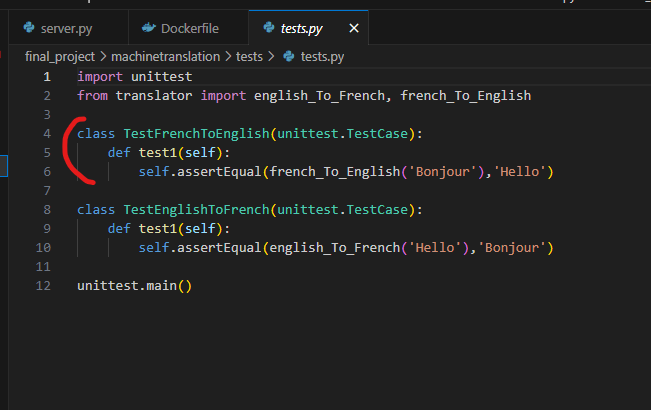 server.py Dockerfile tests.py
final_project > machinetranslation > tests > tests.py
1 import unittest
2 from translator import english_To_French, french_To_English
3
4 class TestFrenchToEnglish(unittest.TestCase):
5 def test1(self):
6 self.assertEqual(french_To_English('Bonjour'),'Hello')
7
8 class TestEnglishToFrench(unittest.TestCase):
9 def test1(self):
10 self.assertEqual(english_To_French('Hello'),'Bonjour')
11
12 unittest.main()